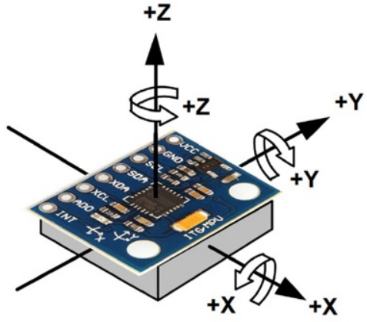 +Z
+Z
+Y
+Y
VCC
GND
SCL
SDA
XDA
XCL
ADO
INT
X
Y
ITG/MPU
+X
+X